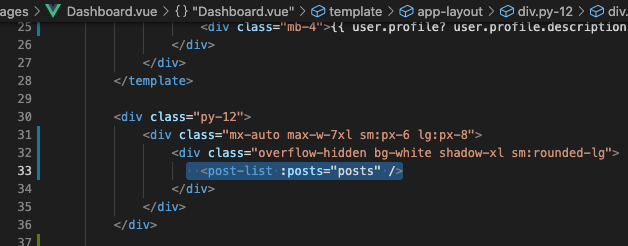 ages > Dashboard.vue > {} "Dashboard.vue" > template > app-layout > div.py-12 > div.
25 <div class="mb-4">{{ user.profile? user.profile.description
26 </div>
27 </div>
28 </template>
29
30 <div class="py-12">
31 <div class="mx-auto max-w-7xl sm:px-6 lg:px-8">
32 <div class="overflow-hidden bg-white shadow-xl sm:rounded-lg">
33 <post-list :posts="posts" />
34 </div>
35 </div>
36 </div>
37